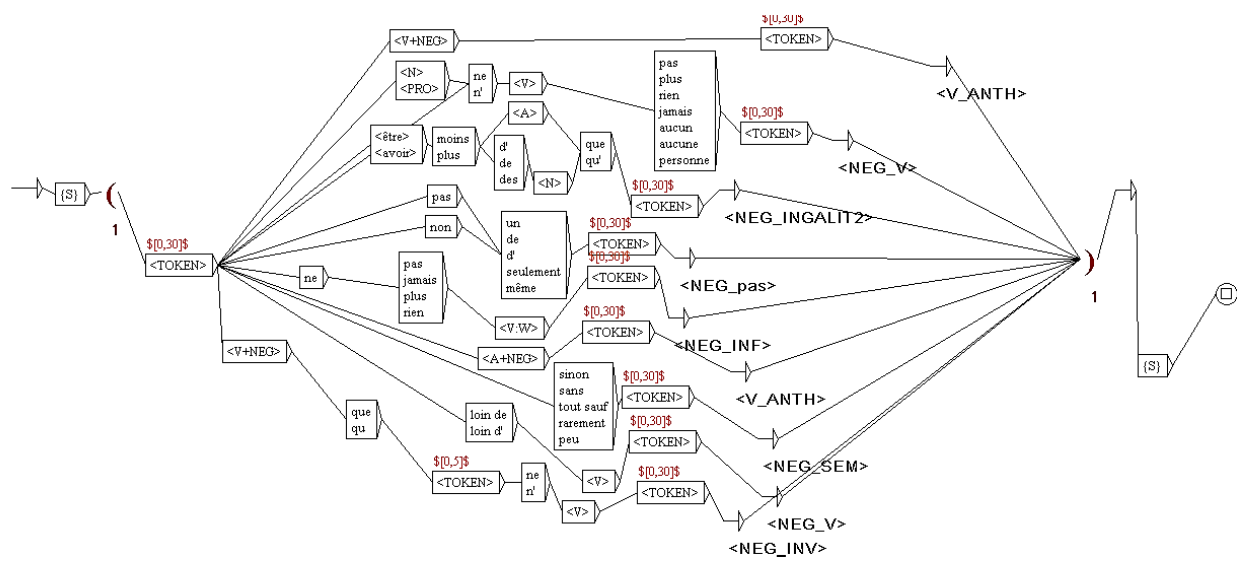 $[0,30]$
<V+NEG>
<TOKEN>
<V_ANTH>
<N>
<PRO>
ne
n'
<V>
pas
plus
rien
jamais
aucun
aucune
personne
$[0,30]$
<TOKEN>
<NEG_V>
<être>
<avoir>
moins
plus
<A>
d'
de
des
<N>
que
qu'
$[0,30]$
<TOKEN>
<NEG_INGALIT2>
{S}
(
1
$[0,30]$
<TOKEN>
pas
non
un
de
d'
seulement
même
$[0,30]$
<TOKEN>
<NEG_pas>
ne
pas
jamais
plus
rien
<V:W>
$[0,30]$
<TOKEN>
<NEG_INF>
<A+NEG>
$[0,30]$
<TOKEN>
<V_ANTH>
sinon
sans
tout sauf
rarement
peu
$[0,30]$
<TOKEN>
<NEG_SEM>
loin de
loin d'
<V>
$[0,30]$
<TOKEN>
<NEG_V>
<V+NEG>
que
qu
$[0,5]$
<TOKEN>
ne
n'
<V>
$[0,30]$
<TOKEN>
<NEG_INV>
)
1
{S}